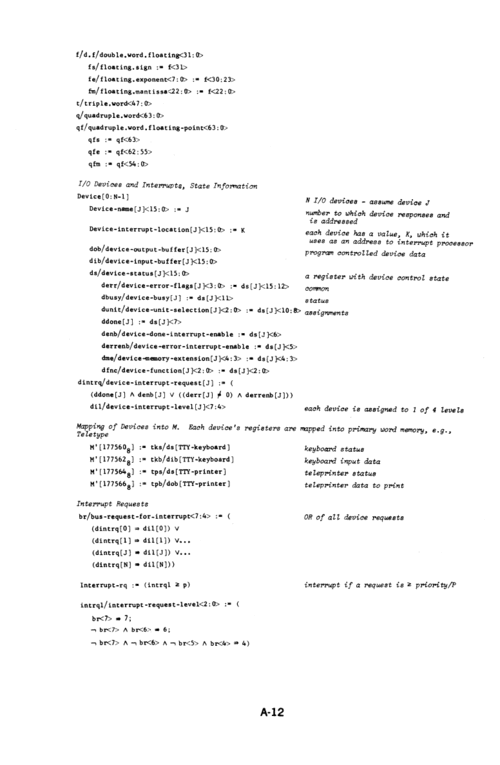 f/d.f/double.word.floating<31:0>
fs/floating.sign := f<31>
fe/floating.exponent<7:0> := f<30:23>
fm/floating.mantissa<22:0> := f<22:0>
t/triple.word<47:0>
q/quadruple.word<63:0>
qf/quadruple.word.floating-point<63:0>
qfs := qf<63>
qfe := qf<62:55>
qfm := qf<54:0>
I/O Devices and Interrupts, State Information
Device[0:N-1] N I/O devices - assume device J
Device-name[J]<15:0> := J number to which device responses and is addressed
Device-interrupt-location[J]<15:0> := K each device has a value, K, which it uses as an address to interrupt processor
dob/device-output-buffer[J]<15:0> program controlled device data
dib/device-input-buffer[J]<15:0>
ds/device-status[J]<15:0> a register with device control state
derr/device-error-flags[J]<3:0> := ds[J]<15:12> common
dbusy/device-busy[J] := ds[J]<11> status
dunit/device-unit-selection[J]<2:0> := ds[J]<10:8> assignments
ddone[J] := ds[J]<7>
denb/device-done-interrupt-enable := ds[J]<6>
derrenb/device-error-interrupt-enable := ds[J]<5>
dme/device-memory-extension[J]<4:3> := ds[J]<4:3>
dfnc/device-function[J]<2:0> := ds[J]<2:0>
dintrq/device-interrupt-request[J] := (
(ddone[J] ∧ denb[J] ∨ ((derr[J] ≠ 0) ∧ derrenb[J]))
dil/device-interrupt-level[J]<7:4> each device is assigned to 1 of 4 levels
Mapping of Devices into M. Each device's registers are mapped into primary word memory, e.g.,
Teletype
M'[177560₈] := tks/ds[TTY-keyboard] keyboard status
M'[177562₈] := tkb/dib[TTY-keyboard] keyboard input data
M'[177564₈] := tps/ds[TTY-printer] teleprinter status
M'[177566₈] := tpb/dob[TTY-printer] teleprinter data to print
Interrupt Requests
br/bus-request-for-interrupt<7:4> := ( OR of all device requests
(dintrq[0] ⇒ dil[0]) ∨
(dintrq[1] ⇒ dil[1]) ∨...
(dintrq[J] ⇒ dil[J]) ∨...
(dintrq[N] ⇒ dil[N]))
Interrupt-rq := (intrql ≥ p) interrupt if a request is ≥ priority/P
intrql/interrupt-request-level<2:0> := (
br<7> ⇒ 7;
¬ br<7> ∧ br<6> ⇒ 6;
¬ br<7> ∧ ¬ br<6> ∧ ¬ br<5> ∧ br<4> ⇒ 4)
A-12